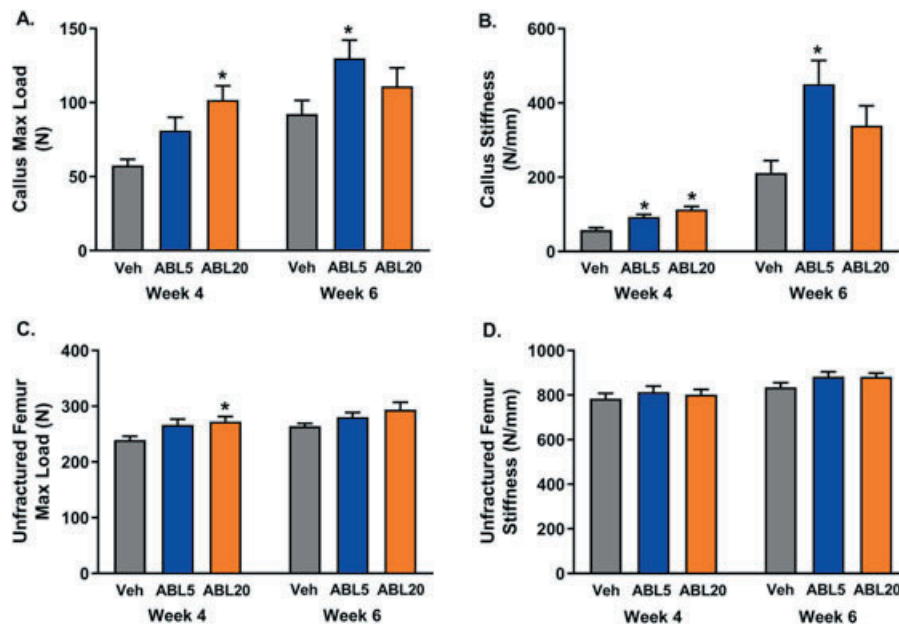 A.
Callus Max Load
(N)
150
100
50
0
*
*
Veh ABL5 ABL20 Veh ABL5 ABL20
Week 4 Week 6
B.
Callus Stiffness
(N/mm)
600
400
200
0
*
*
*
Veh ABL5 ABL20 Veh ABL5 ABL20
Week 4 Week 6
C.
Unfractured Femur
Max Load (N)
400
300
200
100
0
*
Veh ABL5 ABL20 Veh ABL5 ABL20
Week 4 Week 6
D.
Unfractured Femur
Stiffness (N/mm)
1000
800
600
400
200
0
Veh ABL5 ABL20 Veh ABL5 ABL20
Week 4 Week 6